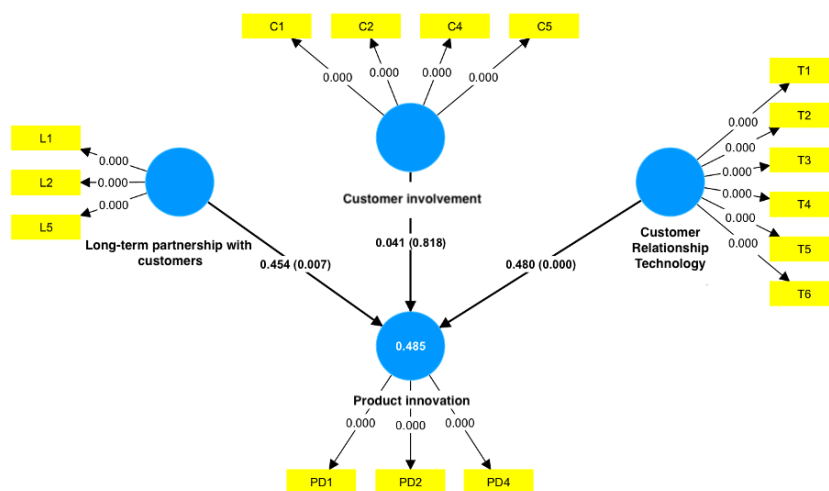 C1
C2
C4
C5
0.000
0.000
0.000
0.000
T1
T2
T3
T4
T5
T6
0.000
0.000
0.000
0.000
0.000
0.000
L1
L2
L5
0.000
0.000
0.000
Customer involvement
Long-term partnership with
customers
Customer
Relationship
Technology
0.454 (0.007)
0.041 (0.818)
0.480 (0.000)
0.485
Product innovation
0.000
0.000
0.000
PD1
PD2
PD4